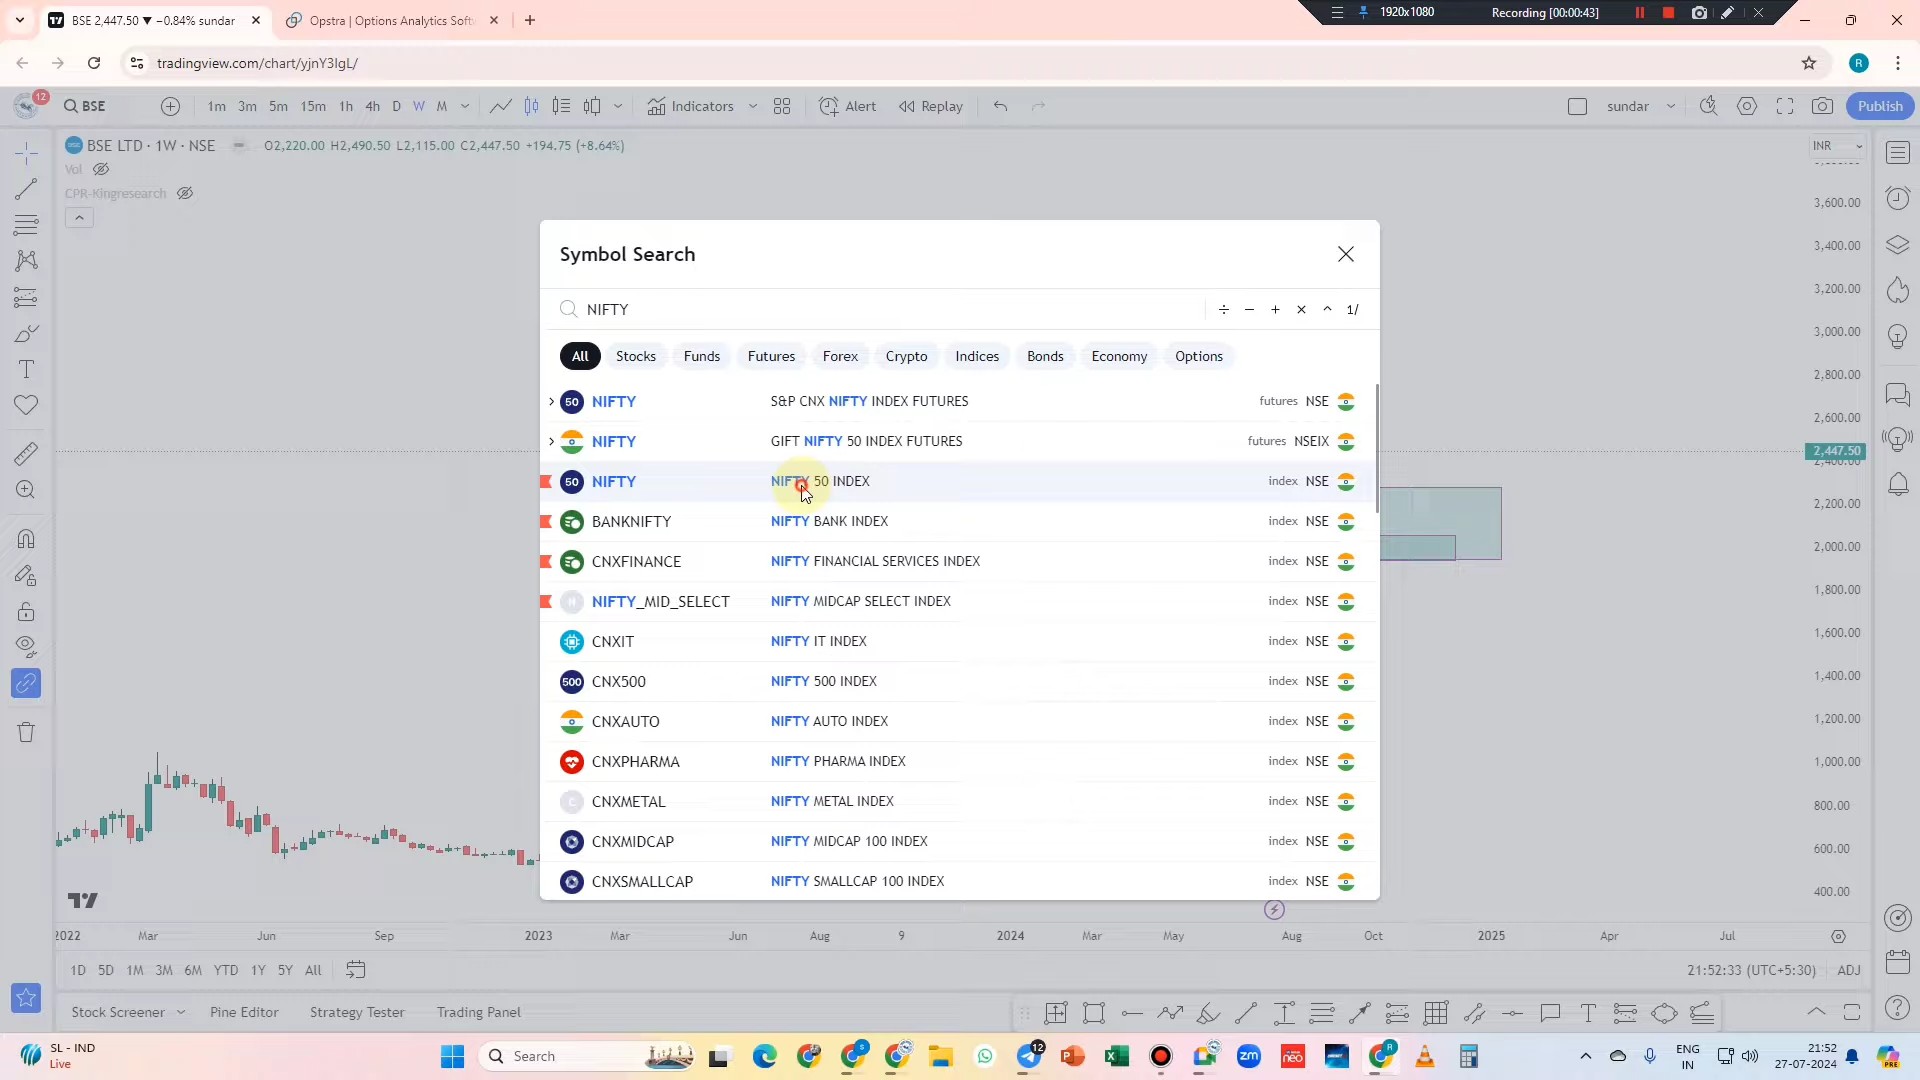 BSE 2,447.50 ▼ −0.84% sundar
Opstra | Options Analytics Soft
1920x1080
Recording [00:00:43]
tradingview.com/chart/yjnY3IgL/
R
12
BSE
1m 3m 5m 15m 1h 4h D W M
Indicators
Alert
Replay
sundar
Publish
BSE LTD · 1W · NSE
O2,220.00 H2,490.50 L2,115.00 C2,447.50 +194.75 (+8.64%)
INR
Vol
CPR-Kingresearch
Symbol Search
NIFTY
÷ − + × ^ 1/
All Stocks Funds Futures Forex Crypto Indices Bonds Economy Options
50 NIFTY S&P CNX NIFTY INDEX FUTURES futures NSE
NIFTY GIFT NIFTY 50 INDEX FUTURES futures NSEIX
50 NIFTY NIFTY 50 INDEX index NSE
BANKNIFTY NIFTY BANK INDEX index NSE
CNXFINANCE NIFTY FINANCIAL SERVICES INDEX index NSE
NIFTY_MID_SELECT NIFTY MIDCAP SELECT INDEX index NSE
CNXIT NIFTY IT INDEX index NSE
500 CNX500 NIFTY 500 INDEX index NSE
CNXAUTO NIFTY AUTO INDEX index NSE
CNXPHARMA NIFTY PHARMA INDEX index NSE
C CNXMETAL NIFTY METAL INDEX index NSE
CNXMIDCAP NIFTY MIDCAP 100 INDEX index NSE
CNXSMALLCAP NIFTY SMALLCAP 100 INDEX index NSE
3,600.00
3,400.00
3,200.00
3,000.00
2,800.00
2,600.00
2,447.50
2,400.00
2,200.00
2,000.00
1,800.00
1,600.00
1,400.00
1,200.00
1,000.00
800.00
600.00
400.00
2022 Mar Jun Sep 2023 Mar Jun Aug 9 2024 Mar May Aug Oct 2025 Apr Jul
1D 5D 1M 3M 6M YTD 1Y 5Y All
21:52:33 (UTC+5:30) ADJ
Stock Screener Pine Editor Strategy Tester Trading Panel
SL - IND
Live
Search
12
zm
neo
ENG
IN
21:52
27-07-2024
PRE